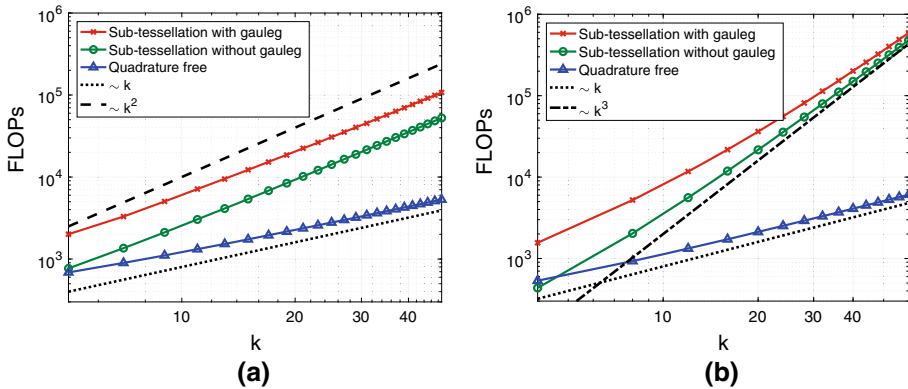 10^6
10^5
10^4
10^3
FLOPs
Sub-tessellation with gauleg
Sub-tessellation without gauleg
Quadrature free
~ k
~ k^2
10 20 30 40
k
(a)
10^6
10^5
10^4
10^3
FLOPs
Sub-tessellation with gauleg
Sub-tessellation without gauleg
Quadrature free
~ k
~ k^3
10 20 30 40
k
(b)